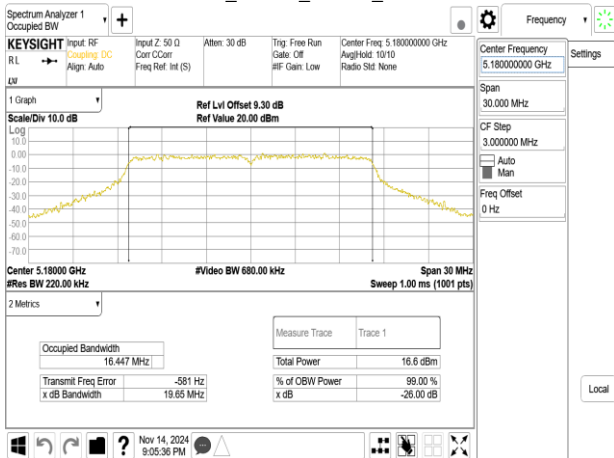 Spectrum Analyzer 1
Occupied BW
+
Frequency
KEYSIGHT
RL
Input: RF
Coupling: DC
Align: Auto
Input Z: 50 Ω
Corr CCorr
Freq Ref: Int (S)
Atten: 30 dB
Trig: Free Run
Gate: Off
#IF Gain: Low
Center Freq: 5.180000000 GHz
Avg|Hold: 10/10
Radio Std: None
LXI
Center Frequency
5.180000000 GHz
Settings
Span
30.000 MHz
CF Step
3.000000 MHz
Auto
Man
Freq Offset
0 Hz
Local
1 Graph
Scale/Div 10.0 dB
Ref Lvl Offset 9.30 dB
Ref Value 20.00 dBm
Log
10.0
0.00
-10.0
-20.0
-30.0
-40.0
-50.0
-60.0
-70.0
Center 5.18000 GHz
#Video BW 680.00 kHz
Span 30 MHz
#Res BW 220.00 kHz
Sweep 1.00 ms (1001 pts)
2 Metrics
Measure Trace
Trace 1
Occupied Bandwidth
16.447 MHz
Total Power
16.6 dBm
Transmit Freq Error
-581 Hz
% of OBW Power
99.00 %
x dB Bandwidth
19.65 MHz
x dB
-26.00 dB
?
Nov 14, 2024
9:05:36 PM